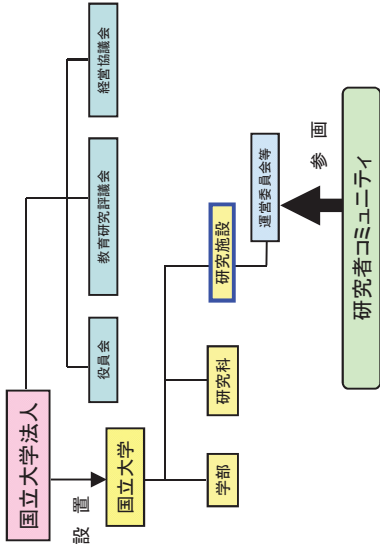 国立大学法人
役員会
教育研究評議会
経営協議会
設置
国立大学
学部
研究科
研究施設
運営委員会等
参画
研究者コミュニティ